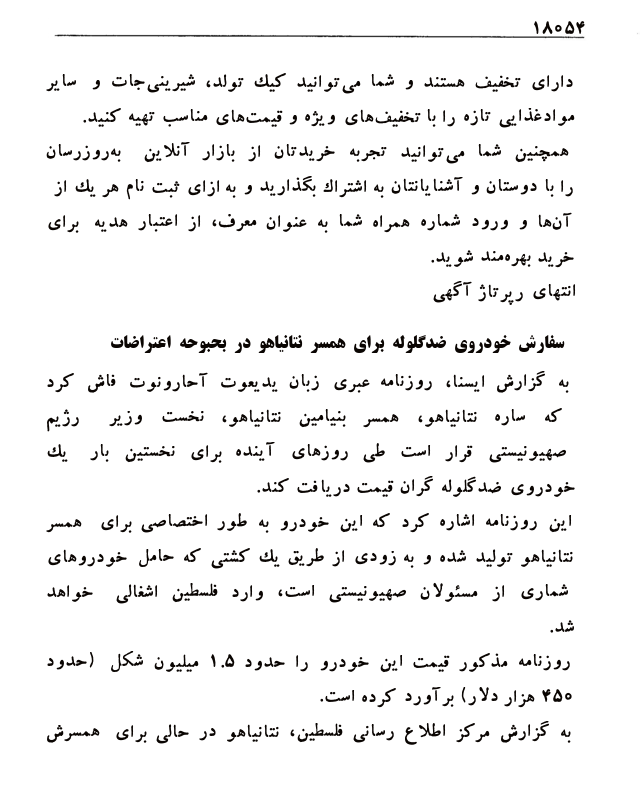 ۱۸۰۵۴
دارای تخفیف هستند و شما می‌توانید کیک تولد، شیرینی‌جات و سایر
موادغذایی تازه را با تخفیف‌های ویژه و قیمت‌های مناسب تهیه کنید.
همچنین شما می‌توانید تجربه خریدتان از بازار آنلاین به‌روزرسان
را با دوستان و آشنایانتان به اشتراك بگذارید و به ازای ثبت نام هر یك از
آن‌ها و ورود شماره همراه شما به عنوان معرف، از اعتبار هدیه برای
خرید بهره‌مند شوید.
انتهای رپرتاژ آگهی
سفارش خودروی ضدگلوله برای همسر نتانیاهو در بحبوحه اعتراضات
به گزارش ایسنا، روزنامه عبری زبان یدیعوت آحارونوت فاش کرد
که ساره نتانیاهو، همسر بنیامین نتانیاهو، نخست وزیر رژیم
صهیونیستی قرار است طی روزهای آینده برای نخستین بار یك
خودروی ضدگلوله گران قیمت دریافت کند.
این روزنامه اشاره کرد که این خودرو به طور اختصاصی برای همسر
نتانیاهو تولید شده و به زودی از طریق یك کشتی که حامل خودروهای
شماری از مسئولان صهیونیستی است، وارد فلسطین اشغالی خواهد
شد.
روزنامه مذکور قیمت این خودرو را حدود ۱.۵ میلیون شکل (حدود
۴۵۰ هزار دلار) برآورد کرده است.
به گزارش مرکز اطلاع رسانی فلسطین، نتانیاهو در حالی برای همسرش